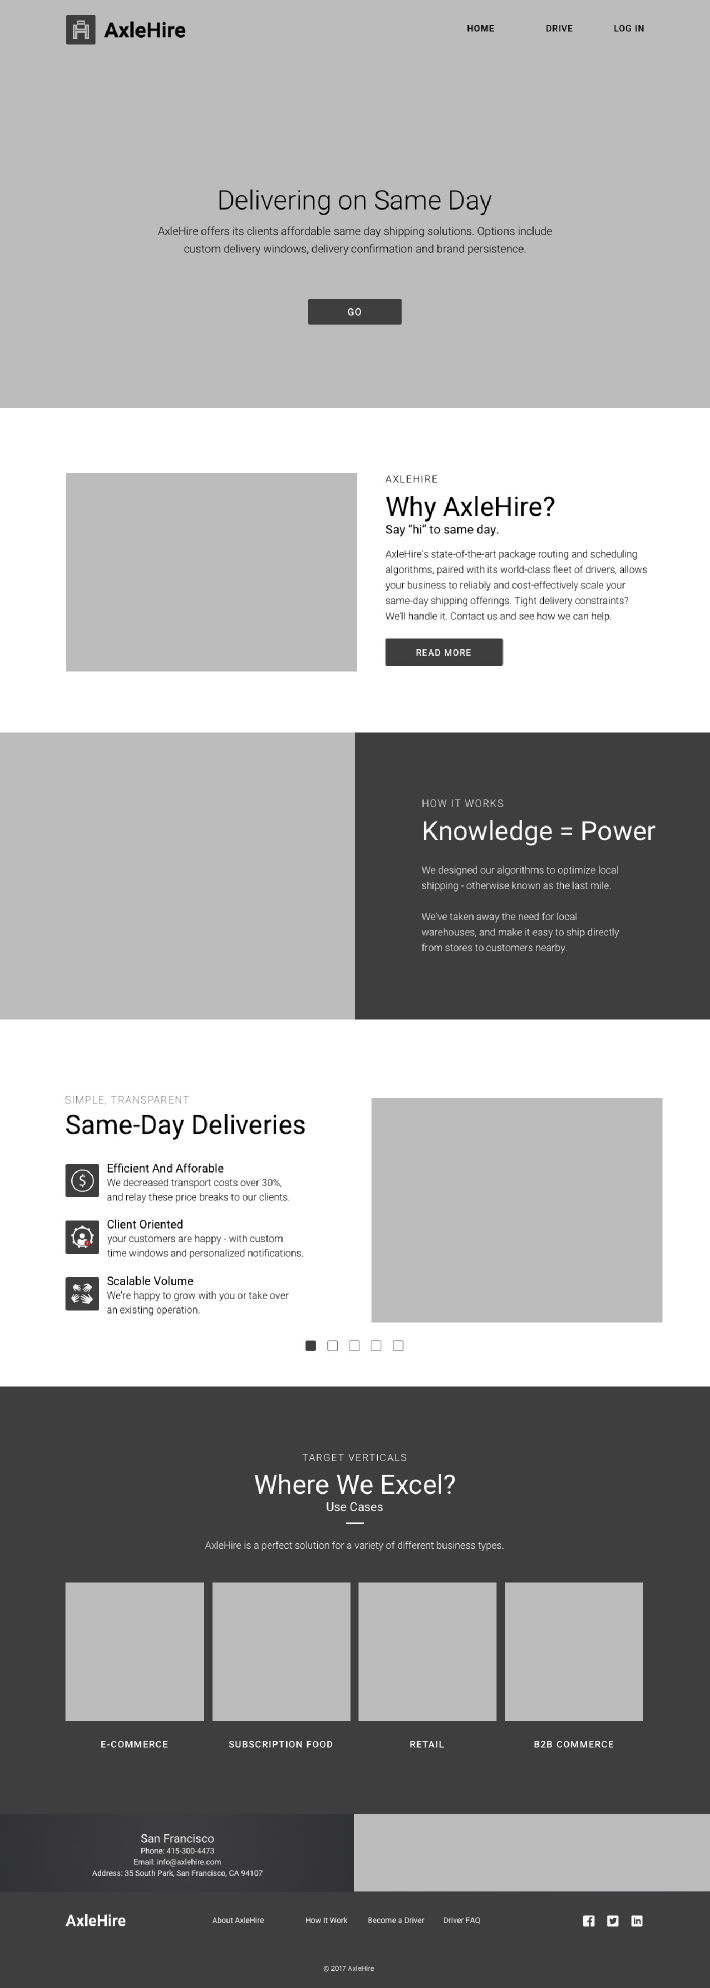 AxleHire
HOME DRIVE LOG IN
Delivering on Same Day
AxleHire offers its clients affordable same day shipping solutions. Options include
custom delivery windows, delivery confirmation and brand persistence.
GO
AXLEHIRE
Why AxleHire?
Say “hi” to same day.
AxleHire's state-of-the-art package routing and scheduling
algorithms, paired with its world-class fleet of drivers, allows
your business to reliably and cost-effectively scale your
same-day shipping offerings. Tight delivery constraints?
We'll handle it. Contact us and see how we can help.
READ MORE
HOW IT WORKS
Knowledge = Power
We designed our algorithms to optimize local
shipping - otherwise known as the last mile.
We've taken away the need for local
warehouses, and make it easy to ship directly
from stores to customers nearby.
SIMPLE, TRANSPARENT
Same-Day Deliveries
Efficient And Afforable
We decreased transport costs over 30%,
and relay these price breaks to our clients.
Client Oriented
your customers are happy - with custom
time windows and personalized notifications.
Scalable Volume
We're happy to grow with you or take over
an existing operation.
TARGET VERTICALS
Where We Excel?
Use Cases
AxleHire is a perfect solution for a variety of different business types.
E-COMMERCE
SUBSCRIPTION FOOD
RETAIL
B2B COMMERCE
San Francisco
Phone: 415-300-4473
Email: info@axlehire.com
Address: 35 South Park, San Francisco, CA 94107
AxleHire
About AxleHire How It Work Become a Driver Driver FAQ
© 2017 AxleHire